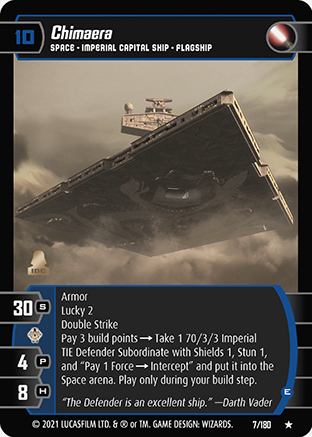 10
Chimaera
SPACE • IMPERIAL CAPITAL SHIP • FLAGSHIP
IDC
30 S
4 P
8 H
Armor
Lucky 2
Double Strike
Pay 3 build points → Take 1 70/3/3 Imperial
TIE Defender Subordinate with Shields 1, Stun 1,
and “Pay 1 Force → Intercept” and put it into the
Space arena. Play only during your build step.
“The Defender is an excellent ship.” —Darth Vader
E
© 2021 LUCASFILM LTD. & ® or TM. GAME DESIGN: WIZARDS.
7/180 ★